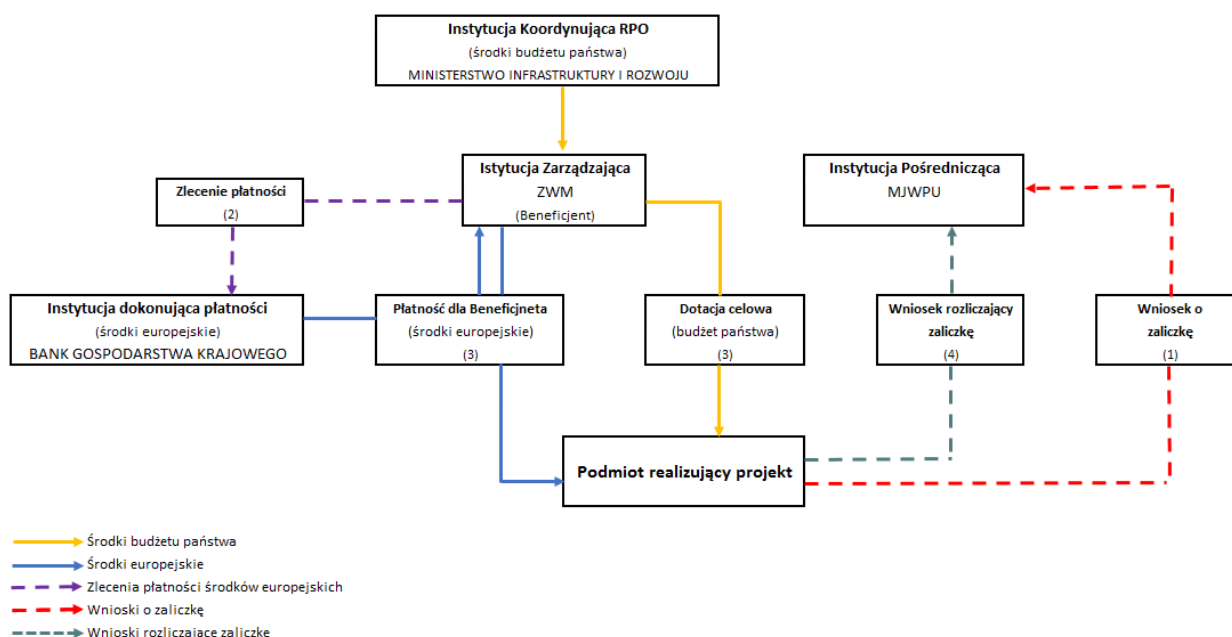 Instytucja Koordynująca RPO
(środki budżetu państwa)
MINISTERSTWO INFRASTRUKTURY I ROZWOJU
Istytucja Zarządzająca
ZWM
(Beneficjent)
Instytucja Pośrednicząca
MJWPU
Zlecenie płatności
(2)
Instytucja dokonująca płatności
(środki europejskie)
BANK GOSPODARSTWA KRAJOWEGO
Płatność dla Beneficjneta
(środki europejskie)
(3)
Dotacja celowa
(budżet państwa)
(3)
Wniosek rozliczający
zaliczkę
(4)
Wniosek o
zaliczkę
(1)
Podmiot realizujący projekt
Środki budżetu państwa
Środki europejskie
Zlecenia płatności środków europejskich
Wnioski o zaliczkę
Wnioski rozliczające zaliczkę